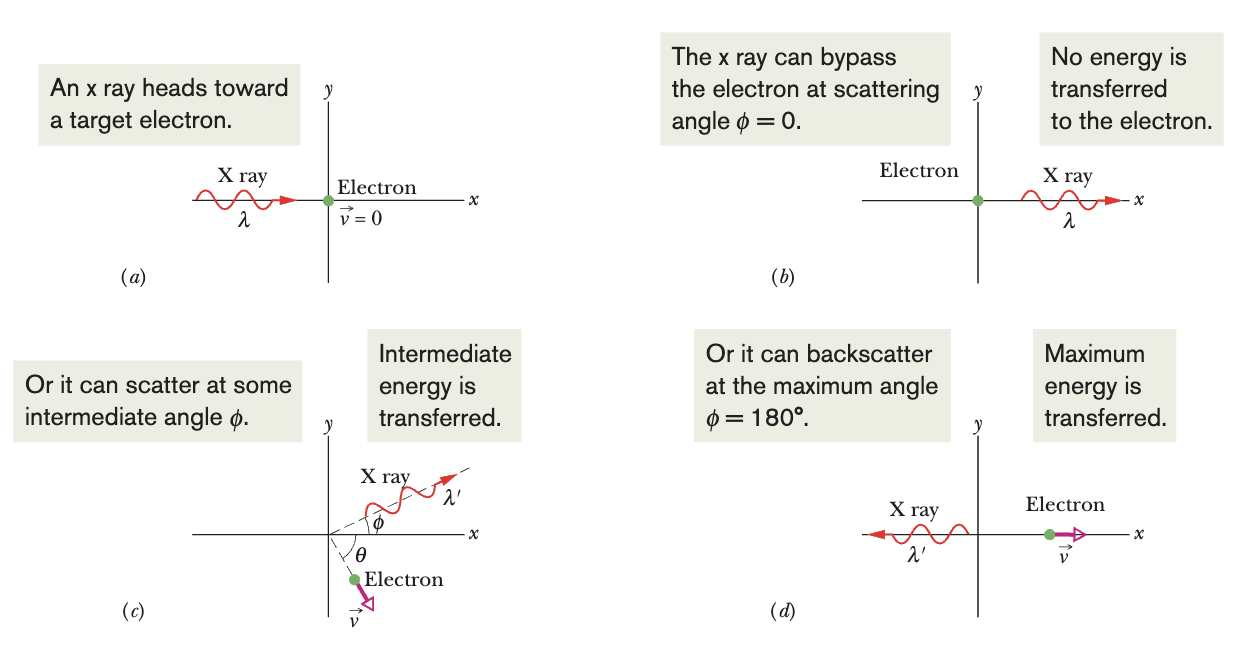 An x ray heads toward
a target electron.
y
X ray
Electron
x
λ
v⃗ = 0
(a)
The x ray can bypass
the electron at scattering
angle ϕ = 0.
No energy is
transferred
to the electron.
y
Electron
X ray
x
λ
(b)
Or it can scatter at some
intermediate angle ϕ.
Intermediate
energy is
transferred.
y
X ray
λ′
ϕ
x
θ
Electron
v⃗
(c)
Or it can backscatter
at the maximum angle
ϕ = 180°.
Maximum
energy is
transferred.
y
X ray
Electron
x
λ′
v⃗
(d)